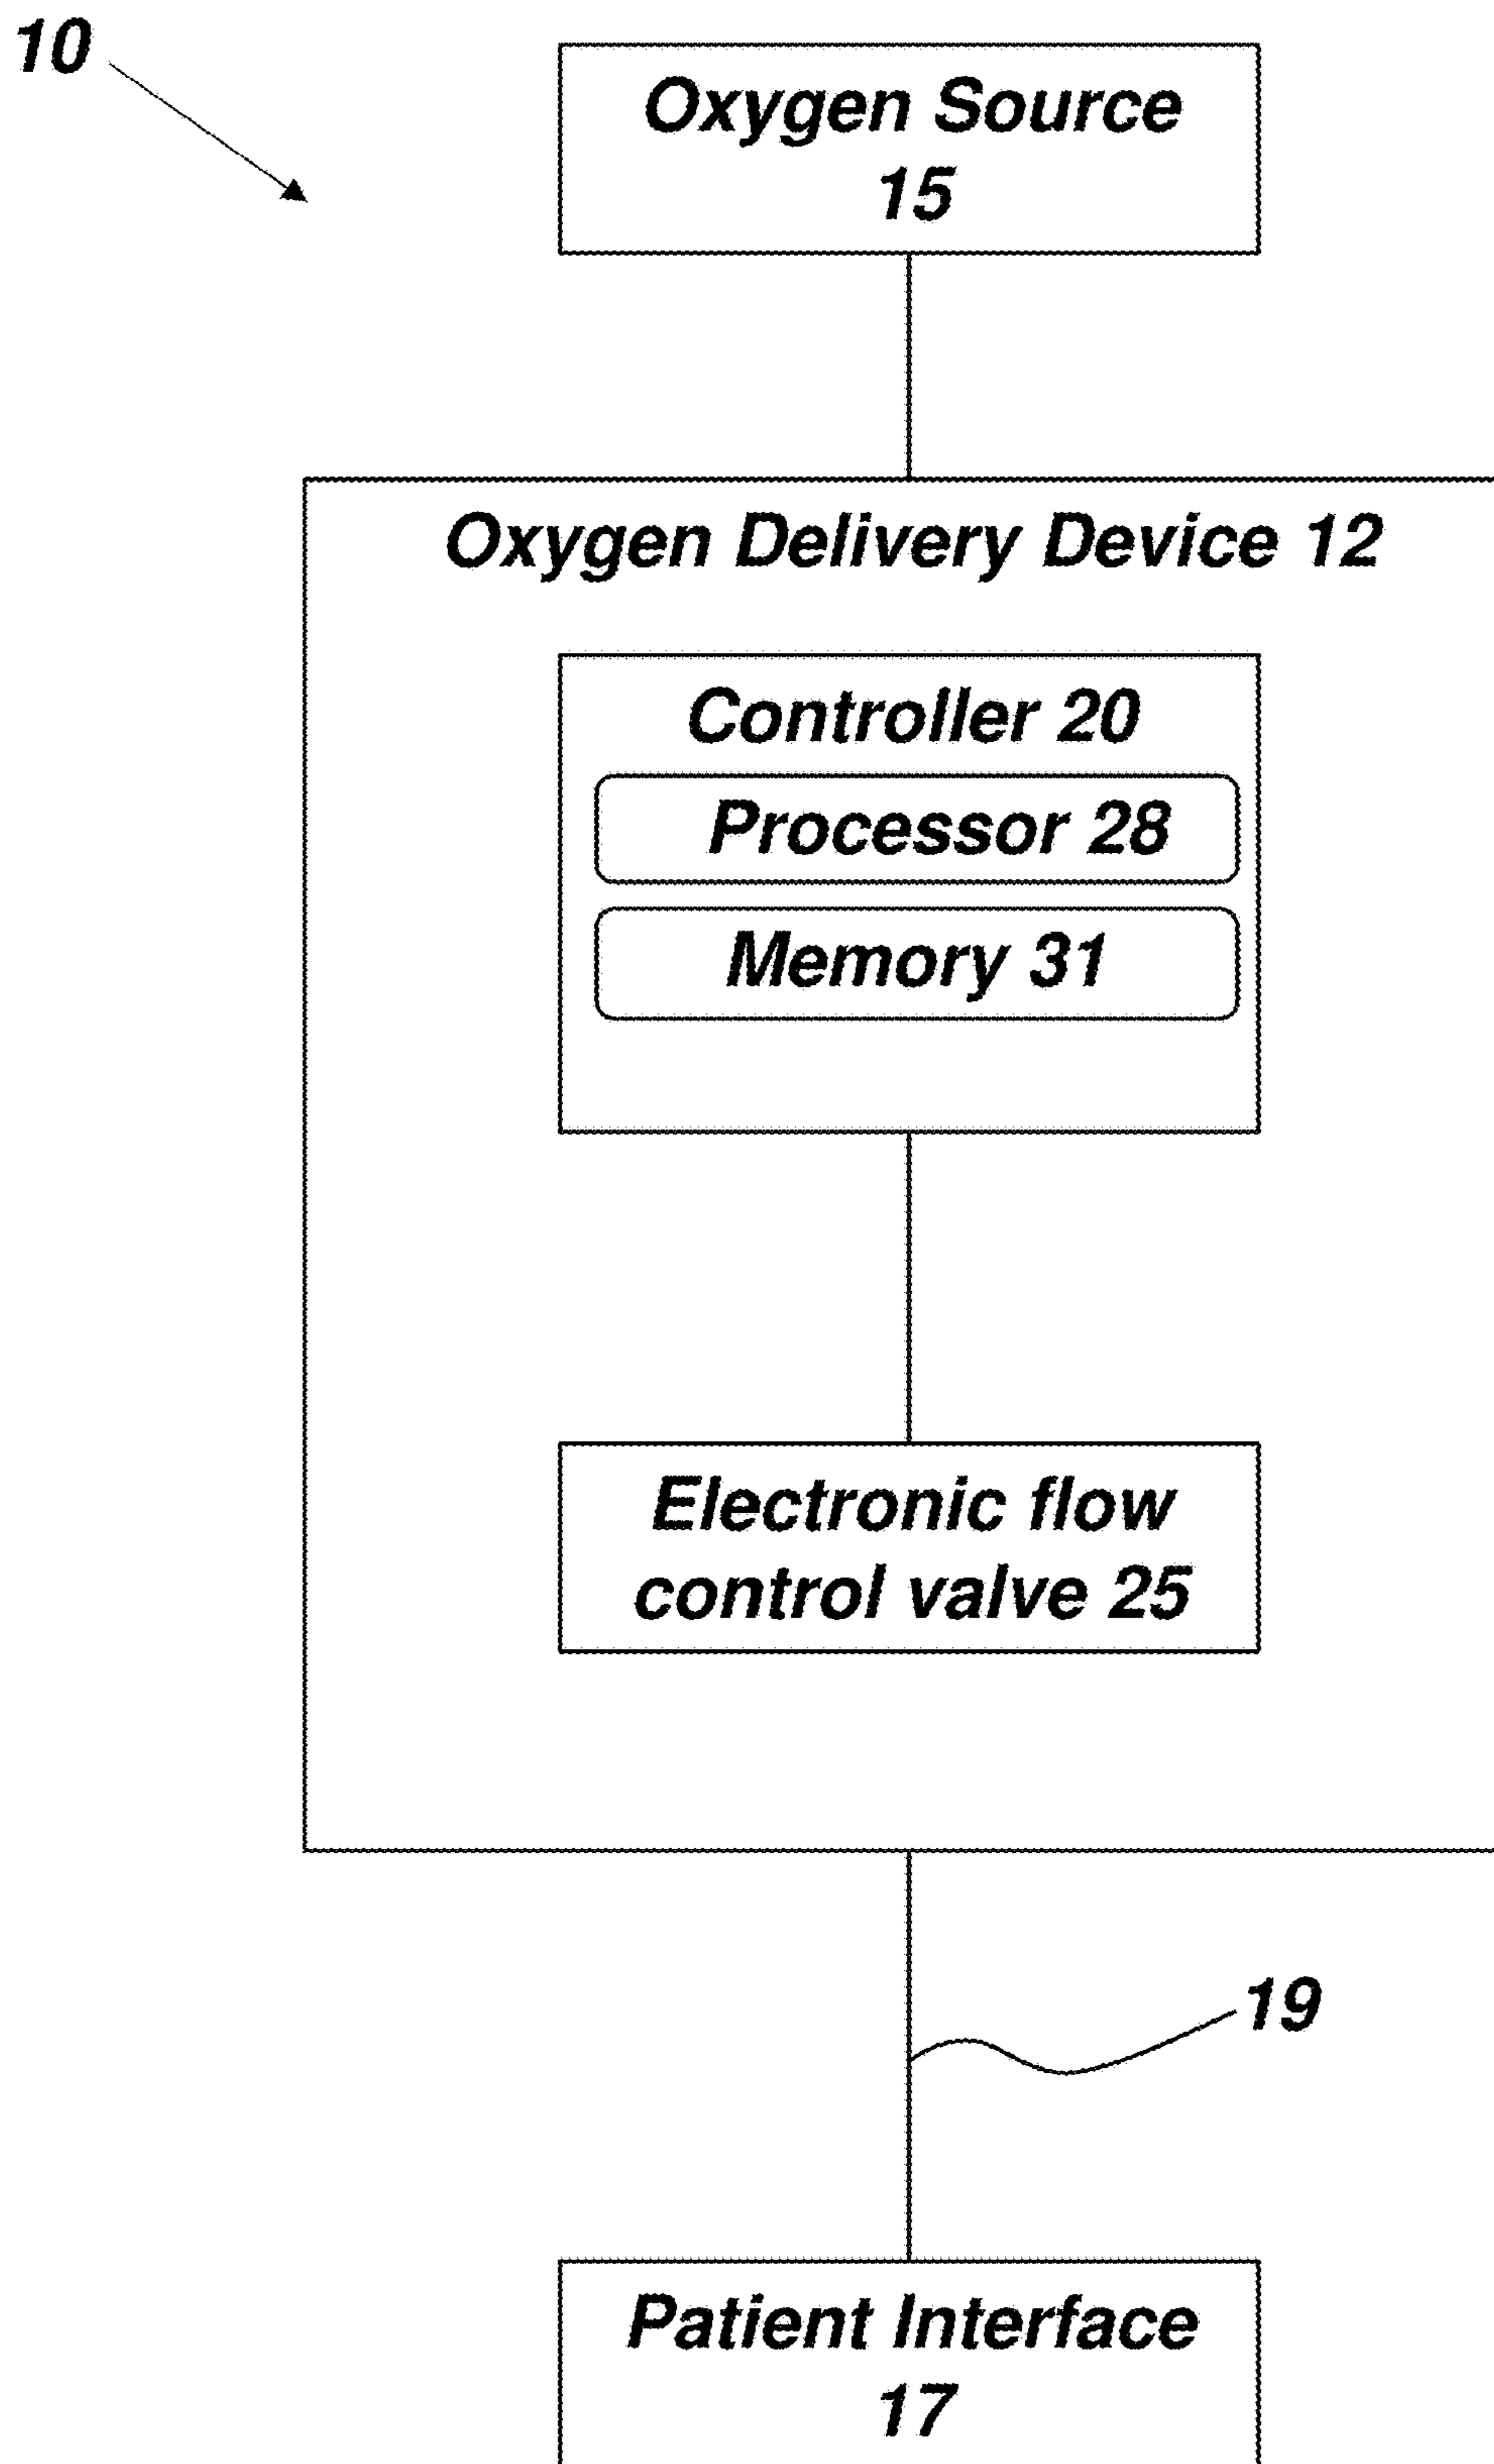 10
Oxygen Source
15
Oxygen Delivery Device 12
Controller 20
Processor 28
Memory 31
Electronic flow
control valve 25
19
Patient Interface
17